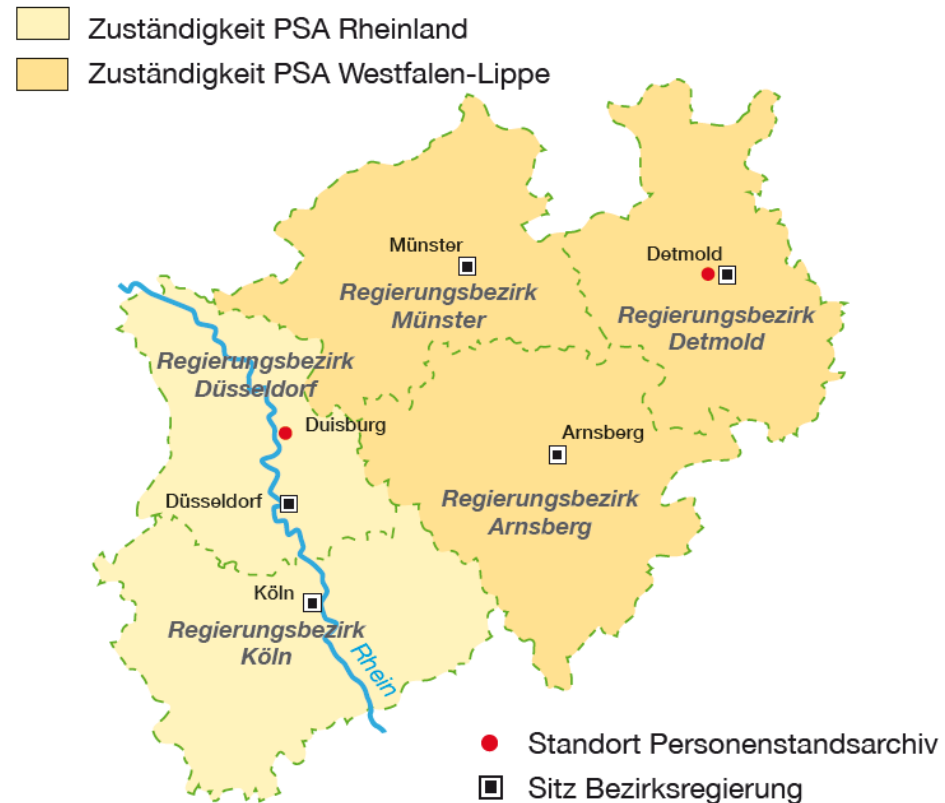 Zuständigkeit PSA Rheinland
Zuständigkeit PSA Westfalen-Lippe
Münster
Regierungsbezirk
Münster
Detmold
Regierungsbezirk
Detmold
Regierungsbezirk
Düsseldorf
Duisburg
Arnsberg
Regierungsbezirk
Arnsberg
Düsseldorf
Köln
Regierungsbezirk
Köln
Rhein
Standort Personenstandsarchiv
Sitz Bezirksregierung